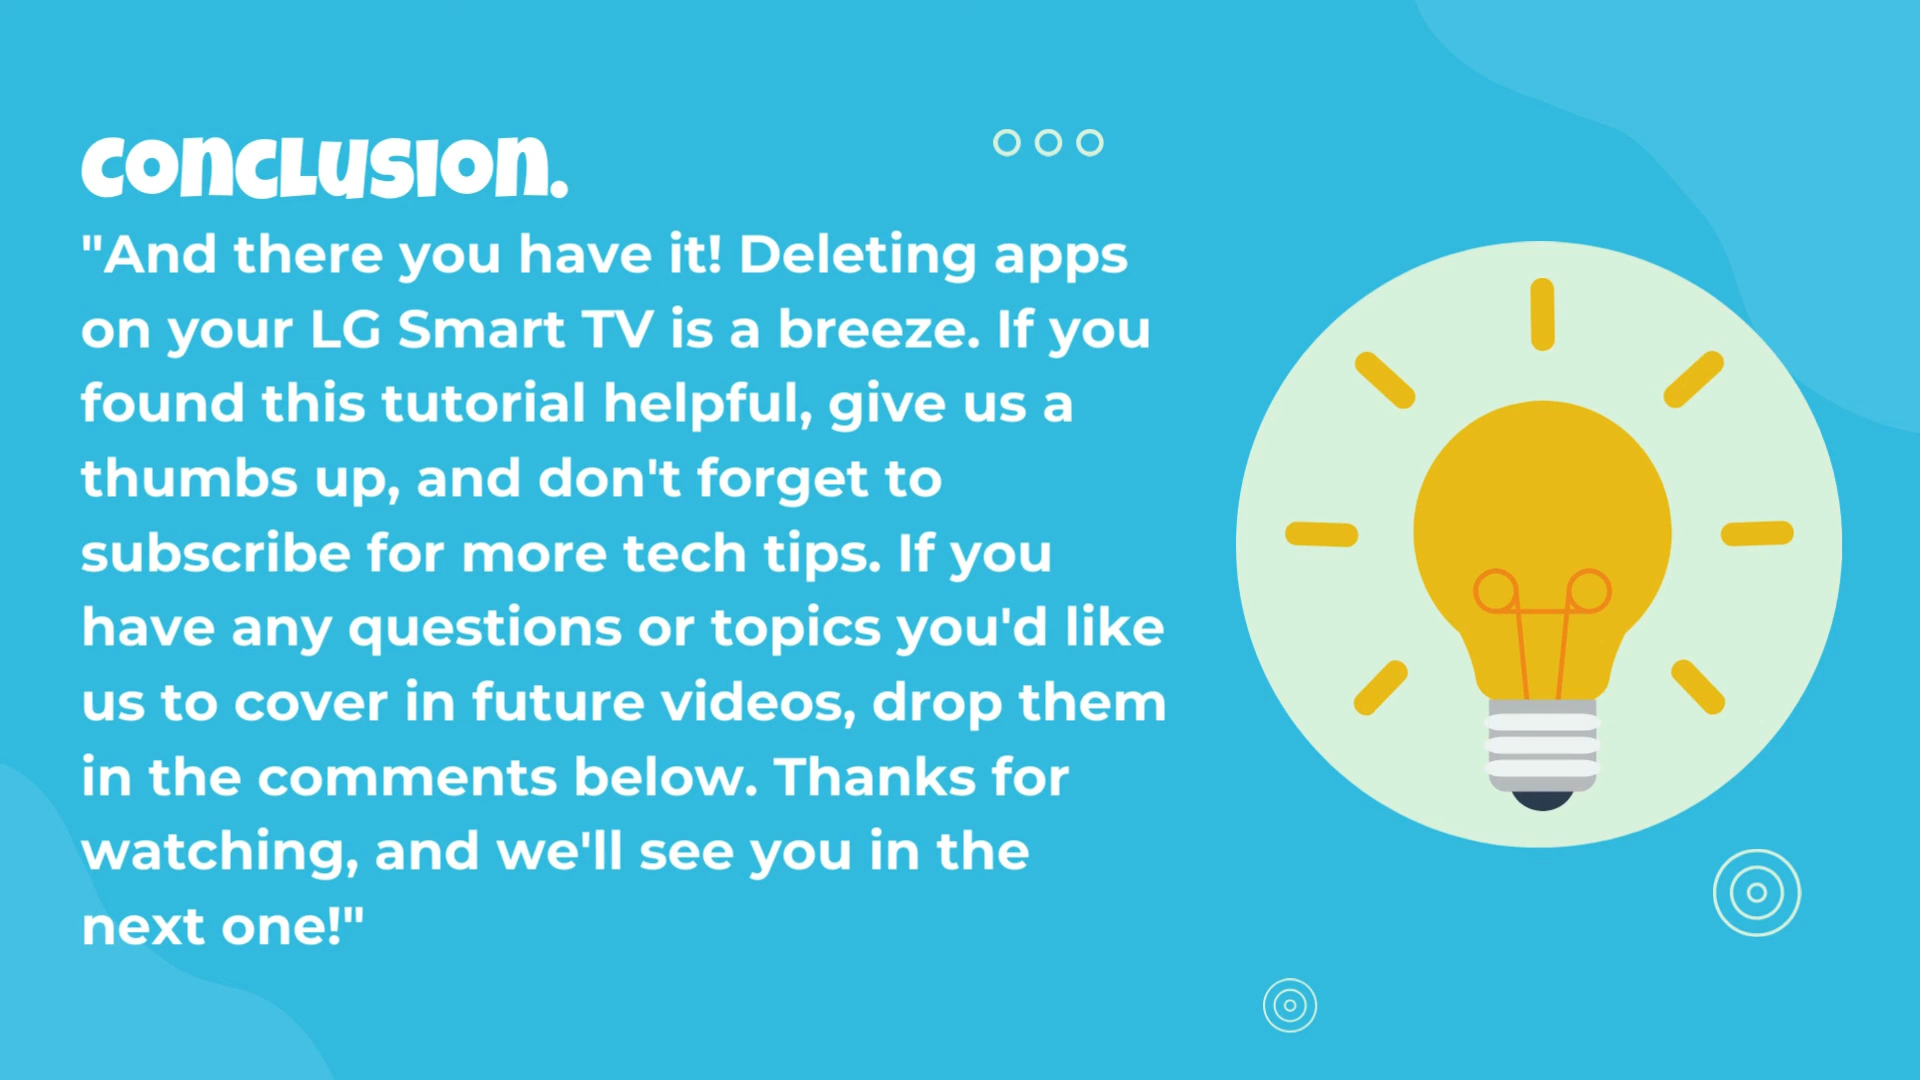 CONCLUSION.
"And there you have it! Deleting apps
on your LG Smart TV is a breeze. If you
found this tutorial helpful, give us a
thumbs up, and don't forget to
subscribe for more tech tips. If you
have any questions or topics you'd like
us to cover in future videos, drop them
in the comments below. Thanks for
watching, and we'll see you in the
next one!"